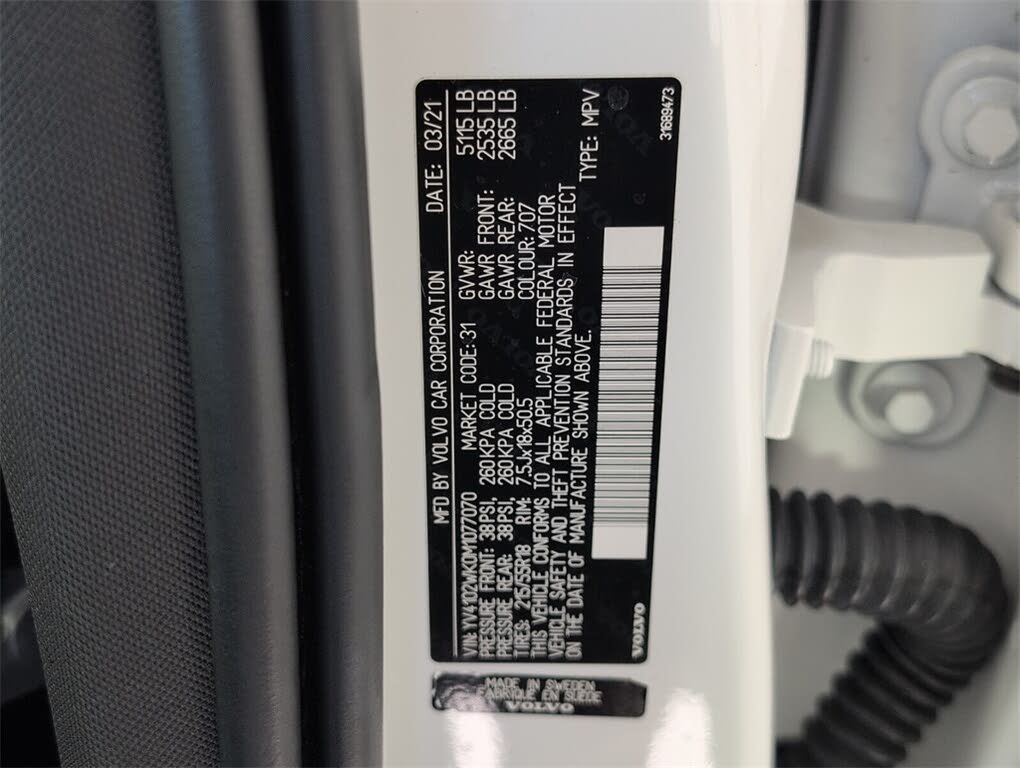 MFD BY VOLVO CAR CORPORATION DATE: 03/21
VIN: YV4102WK0M1077070 MARKET CODE: 31 GVWR: 5115 LB
PRESSURE FRONT: 38PSI, 260KPA COLD GAWR FRONT: 2535 LB
PRESSURE REAR: 38PSI, 260KPA COLD GAWR REAR: 2665 LB
TIRES: 215/55R18 RIM: 7.5Jx18x50.5 COLOUR: 707
THIS VEHICLE CONFORMS TO ALL APPLICABLE FEDERAL MOTOR
VEHICLE SAFETY AND THEFT PREVENTION STANDARDS IN EFFECT
ON THE DATE OF MANUFACTURE SHOWN ABOVE. TYPE: MPV
VOLVO 31689473
MADE IN SWEDEN
FABRIQUE EN SUEDE
VOLVO